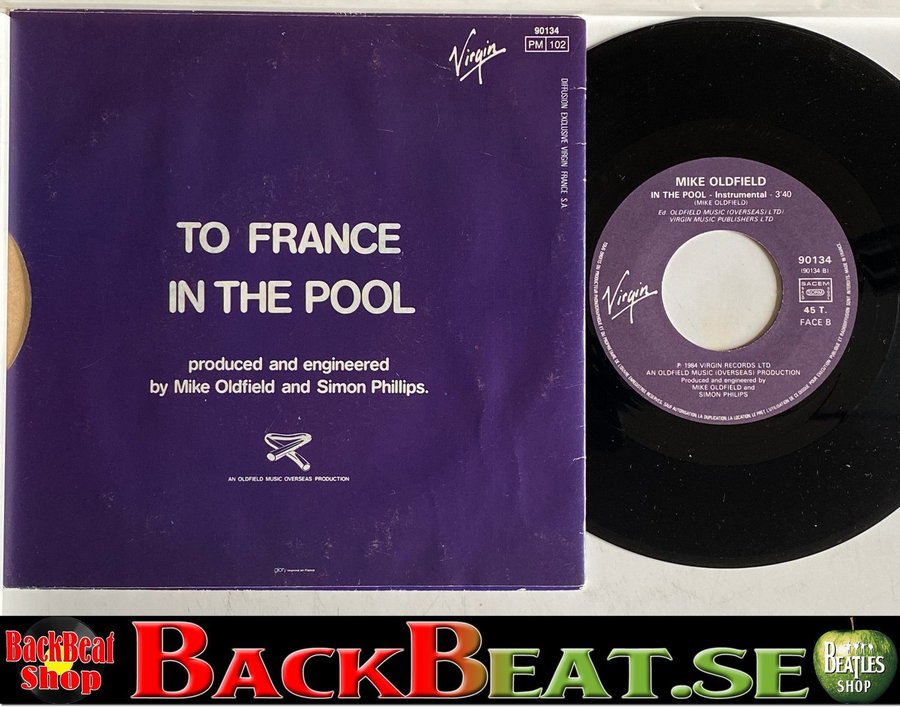 Virgin
90134
PM 102
DIFFUSION EXCLUSIVE VIRGIN FRANCE S.A.
TO FRANCE
IN THE POOL
produced and engineered
by Mike Oldfield and Simon Phillips.
AN OLDFIELD MUSIC OVERSEAS PRODUCTION
MIKE OLDFIELD
IN THE POOL - Instrumental - 3'40
(MIKE OLDFIELD)
Ed. OLDFIELD MUSIC (OVERSEAS) LTD/
VIRGIN MUSIC PUBLISHERS LTD
Virgin
90134
(90134 B)
SACEM
SDRM
45 T.
FACE B
℗ 1984 VIRGIN RECORDS LTD
AN OLDFIELD MUSIC (OVERSEAS) PRODUCTION
Produced and engineered by
MIKE OLDFIELD and
SIMON PHILIPS
BackBeat
Shop
BACKBEAT.SE
BEATLES
SHOP